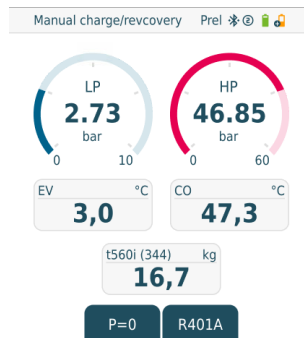 Manual charge/revcovery Prel ②
LP HP
2.73 46.85
bar bar
0 10 0 60
EV °C CO °C
3,0 47,3
t560i (344) kg
16,7
P=0 R401A